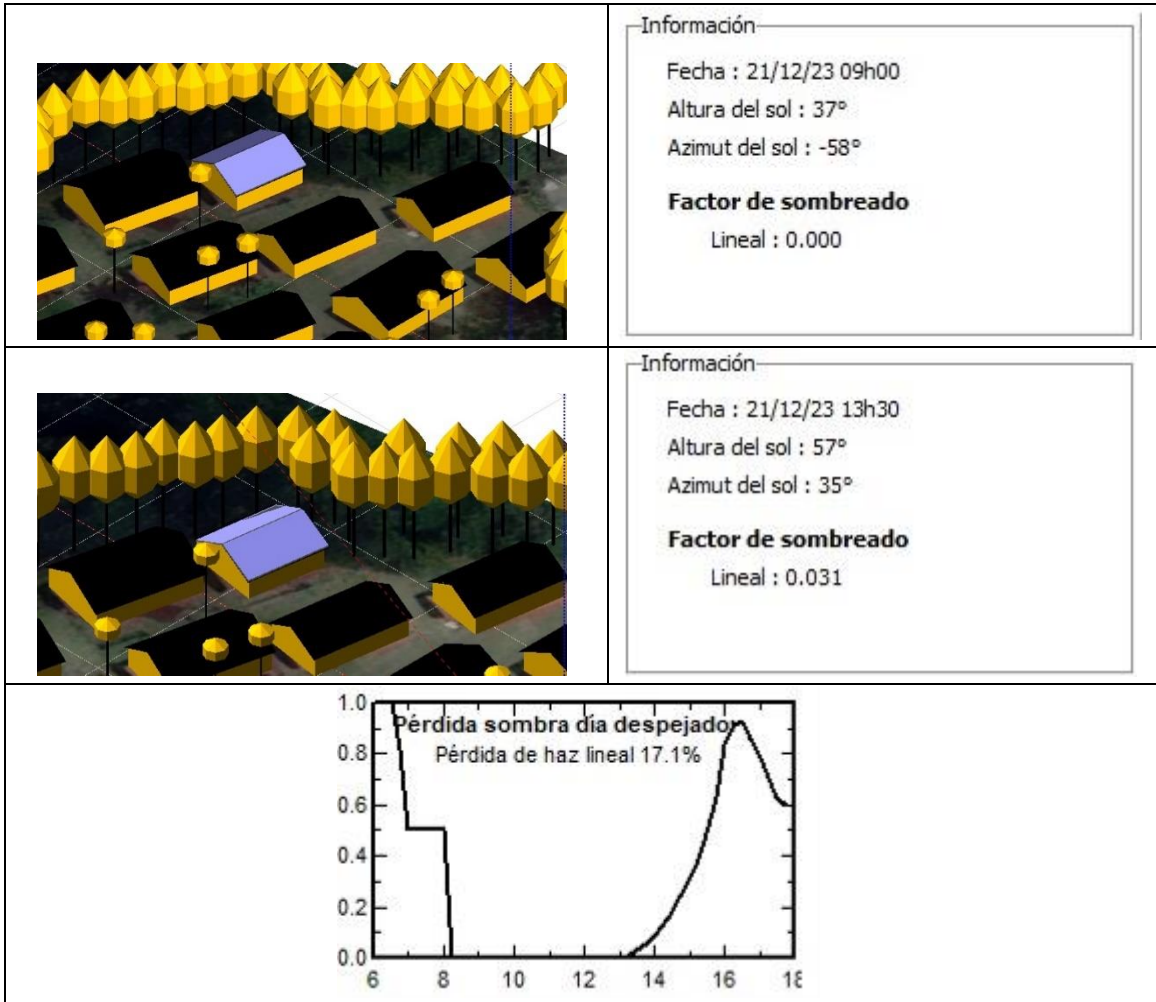 Información
Fecha : 21/12/23 09h00
Altura del sol : 37°
Azimut del sol : -58°
Factor de sombreado
Lineal : 0.000
Información
Fecha : 21/12/23 13h30
Altura del sol : 57°
Azimut del sol : 35°
Factor de sombreado
Lineal : 0.031
Pérdida sombra día despejado
Pérdida de haz lineal 17.1%
1.0
0.8
0.6
0.4
0.2
0.0
6 8 10 12 14 16 18